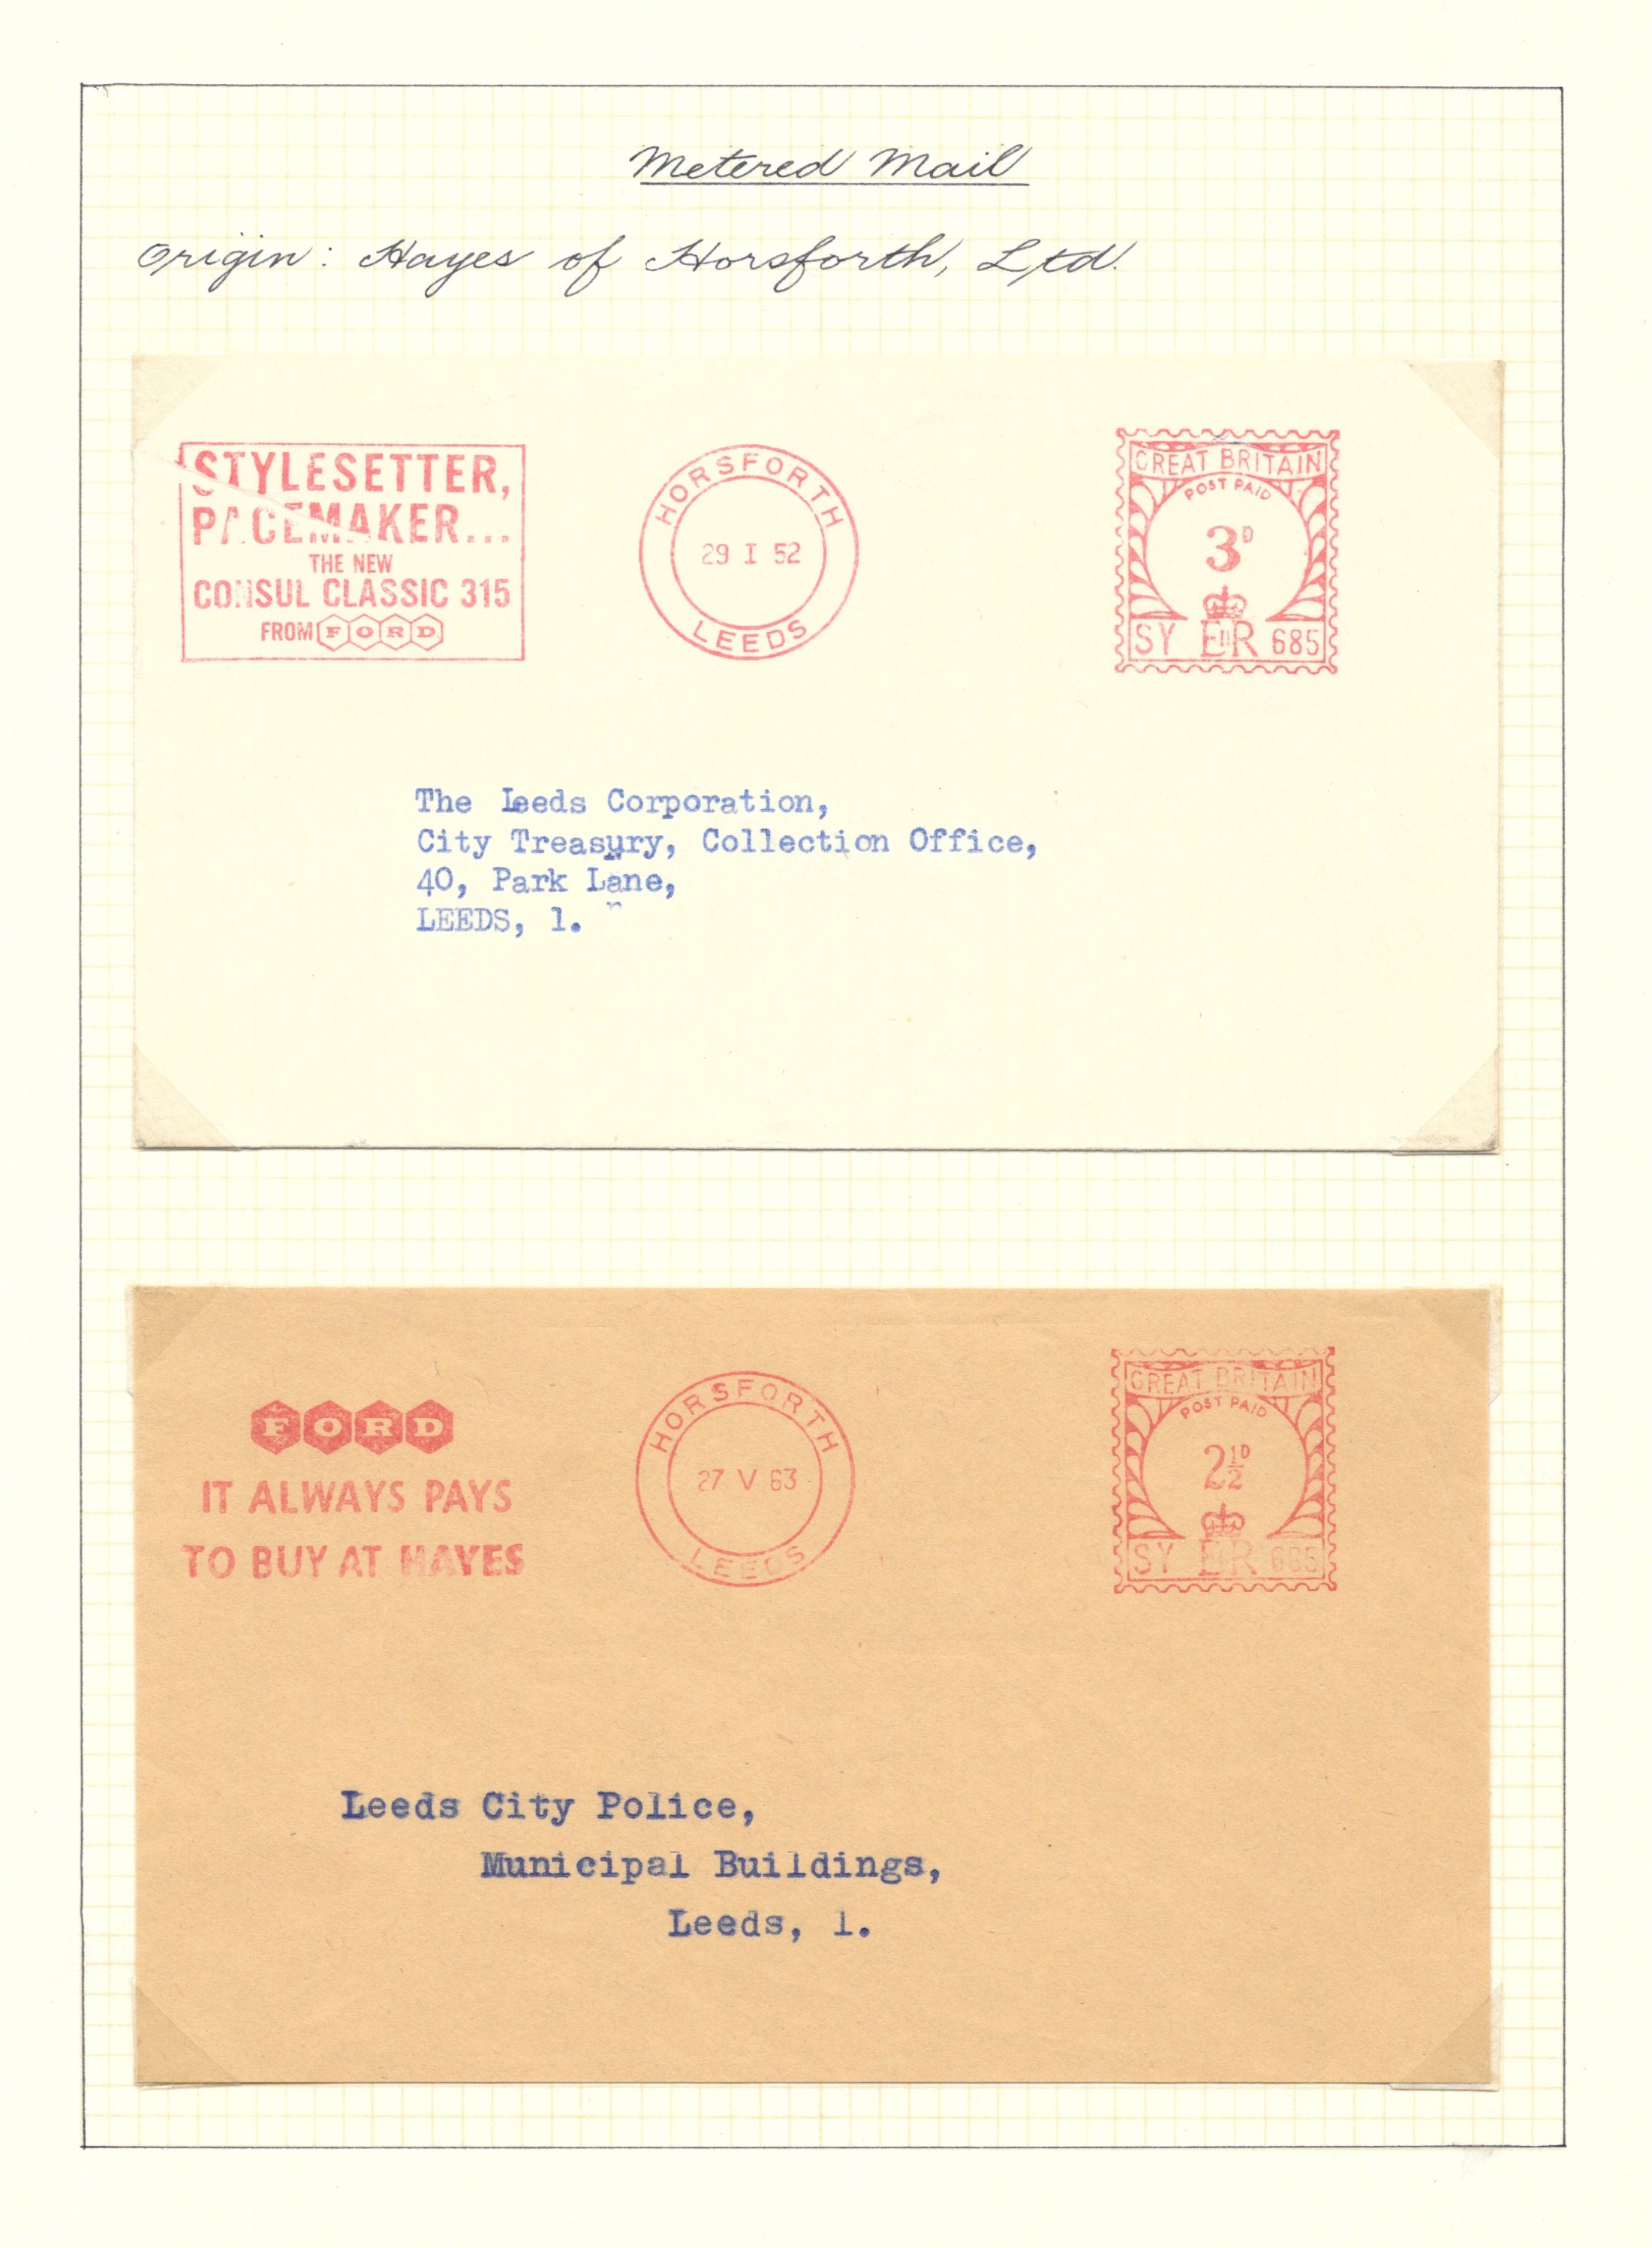 Metered Mail
Origin: Hayes of Horsforth, Ltd.
STYLESETTER,
PACEMAKER...
THE NEW
CONSUL CLASSIC 315
FROM FORD
HORSFORTH
29 I 52
LEEDS
GREAT BRITAIN
POST PAID
3D
SY EIIR 685
The Leeds Corporation,
City Treasury, Collection Office,
40, Park Lane,
LEEDS, 1.
FORD
IT ALWAYS PAYS
TO BUY AT HAYES
HORSFORTH
27 V 63
LEEDS
GREAT BRITAIN
POST PAID
2½D
SY EIIR 685
Leeds City Police,
Municipal Buildings,
Leeds, 1.